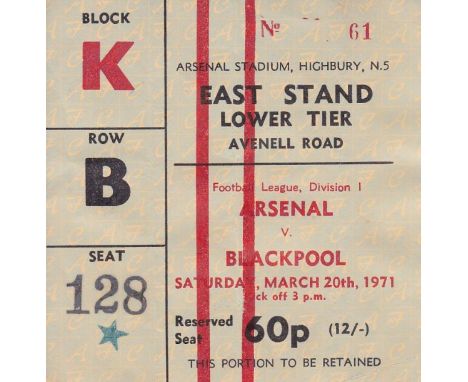 BLOCK
K
ROW
B
SEAT
128
No 61
ARSENAL STADIUM, HIGHBURY, N.5
EAST STAND
LOWER TIER
AVENELL ROAD
Football League, Division 1
ARSENAL
V.
BLACKPOOL
SATURDAY, MARCH 20th, 1971
Kick off 3 p.m.
Reserved
Seat 60p (12/-)
THIS PORTION TO BE RETAINED